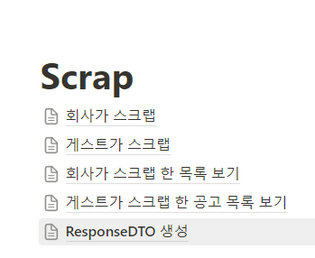 Scrap
회사가 스크랩
게스트가 스크랩
회사가 스크랩 한 목록 보기
게스트가 스크랩 한 공고 목록 보기
ResponseDTO 생성